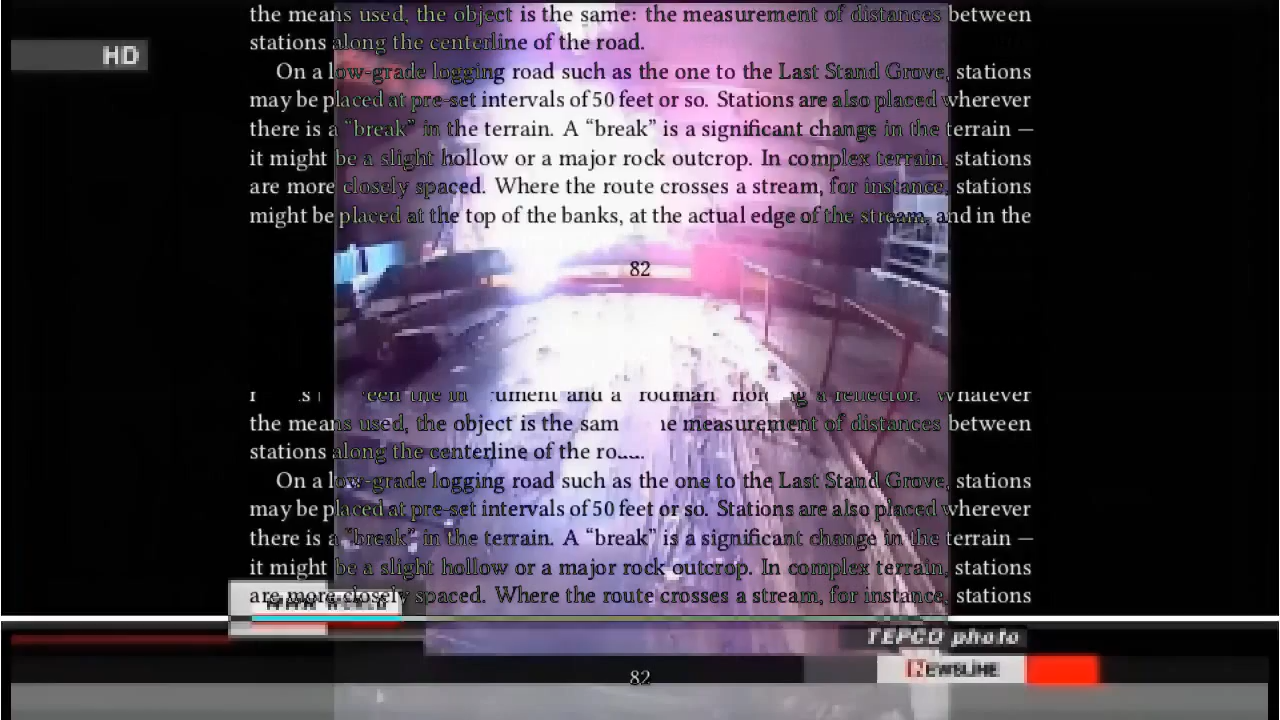 the means used, the object is the same: the measurement of distances between
HD
stations along the centerline of the road.
On a low-grade logging road such as the one to the Last Stand Grove, stations
may be placed at pre-set intervals of 50 feet or so. Stations are also placed wherever
there is a “break” in the terrain. A “break” is a significant change in the terrain —
it might be a slight hollow or a major rock outcrop. In complex terrain, stations
are more closely spaced. Where the route crosses a stream, for instance, stations
might be placed at the top of the banks, at the actual edge of the stream, and in the
82
and a rodman a reflector. Whatever
the means used, the object is the measurement of distances between
stations along the centerline of the
On a low-grade logging road such as the one to the Last Stand Grove, stations
may be placed at pre-set intervals of 50 feet or so. Stations are also placed wherever
there is a “break” in the terrain. A “break” is a significant change in the terrain —
it might be a slight hollow or a major rock outcrop. In complex terrain, stations
are more closely spaced. Where the route crosses a stream, for instance, stations
WORLD
TEPCO photo
NEWSLINE
82